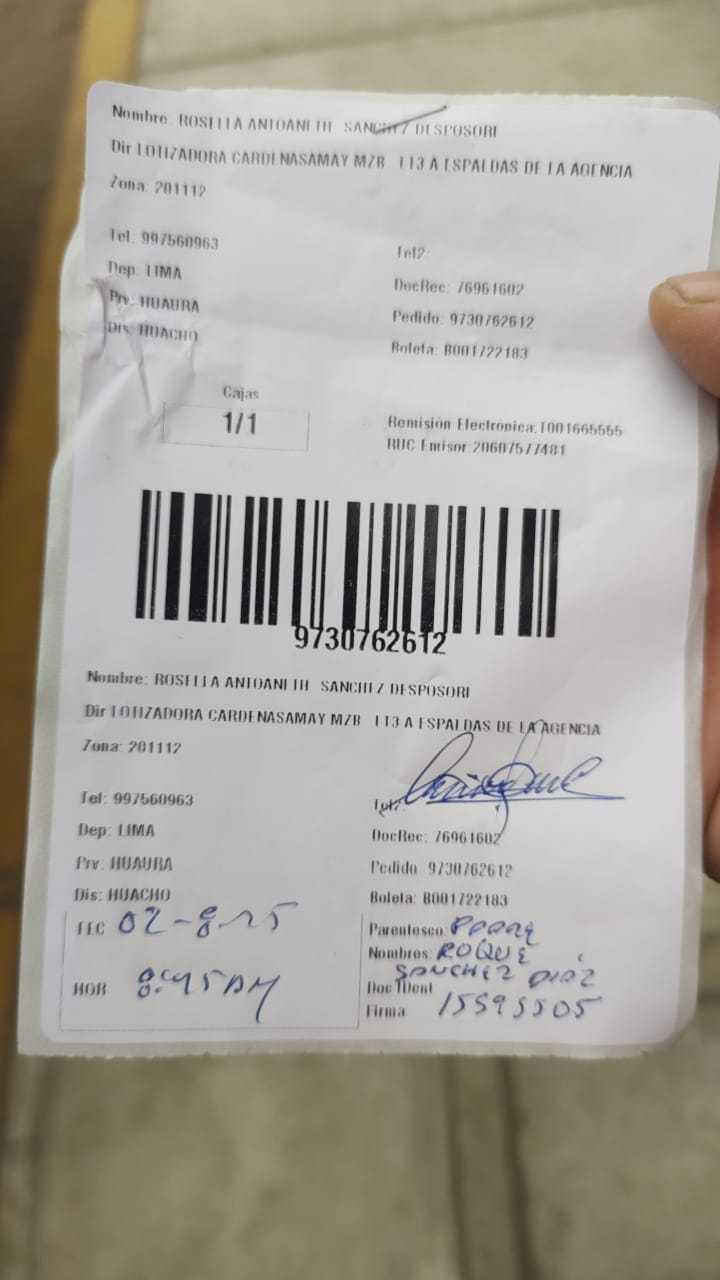 Nombre: ROSELLA ANTOANETH SANCHEZ DESPOSORI
Dir LOTIZADORA CARDENASAMAY MZB LT3 A ESPALDAS DE LA AGENCIA
Zona: 201112
Tel: 997560963 Tel2:
Dep: LIMA DocRec: 76961602
Prv: HUAURA Pedido: 9730762612
Dis: HUACHO Boleta: B001722183
Cajas
1/1 Remisión Electrónica:T001665555
RUC Emisor:20607577481
9730762612
Nombre: ROSELLA ANTOANETH SANCHEZ DESPOSORI
Dir LOTIZADORA CARDENASAMAY MZB LT3 A ESPALDAS DE LA AGENCIA
Zona: 201112
Tel: 997560963 Tel2:
Dep: LIMA DocRec: 76961602
Prv: HUAURA Pedido 9730762612
Dis: HUACHO Boleta: B001722183
FEC 02-8-25 Parentesco: PADRE
Nombres: ROQUE
SANCHEZ DIAZ
HOR 8:45AM Doc IDent
Firma